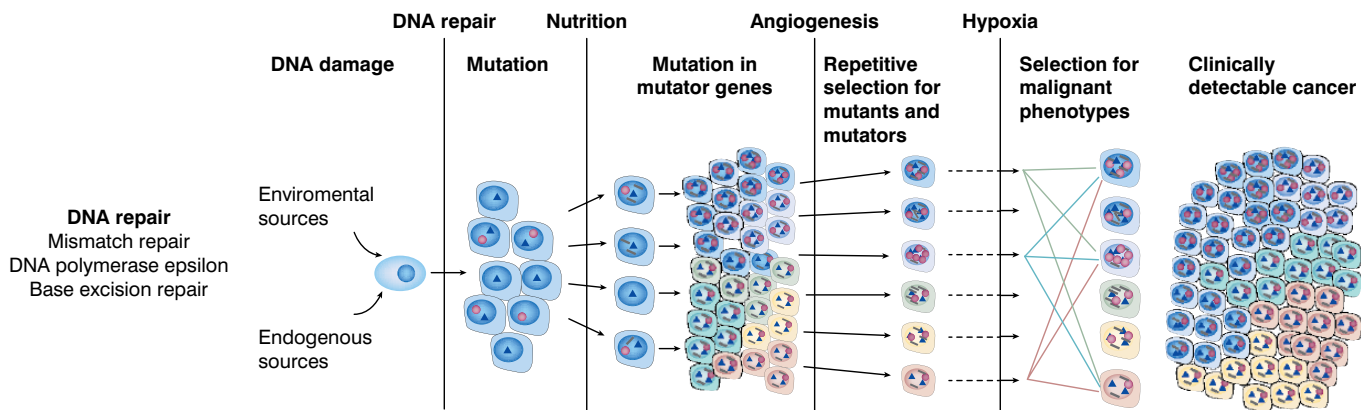 DNA repair
Nutrition
Angiogenesis
Hypoxia
DNA damage
Mutation
Mutation in
mutator genes
Repetitive
selection for
mutants and
mutators
Selection for
malignant
phenotypes
Clinically
detectable cancer
Enviromental
sources
DNA repair
Mismatch repair
DNA polymerase epsilon
Base excision repair
Endogenous
sources